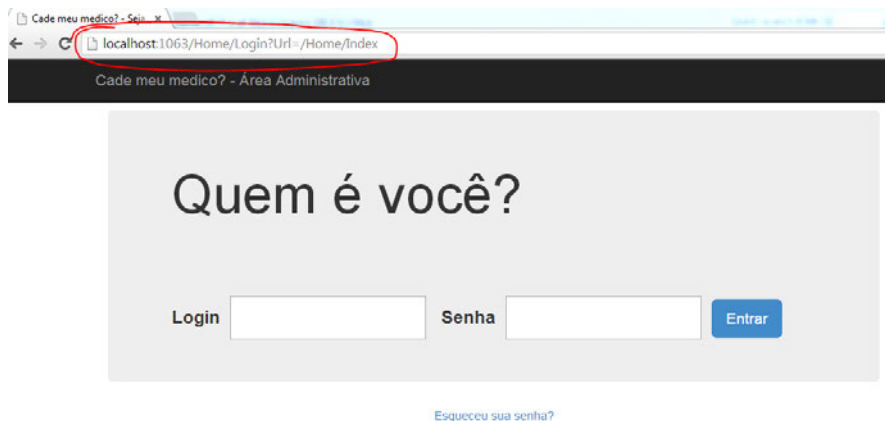 Cade meu medico? - Seja
localhost:1063/Home/Login?Url=/Home/Index
Cade meu medico? - Área Administrativa
Quem é você?
Login
Senha
Entrar
Esqueceu sua senha?